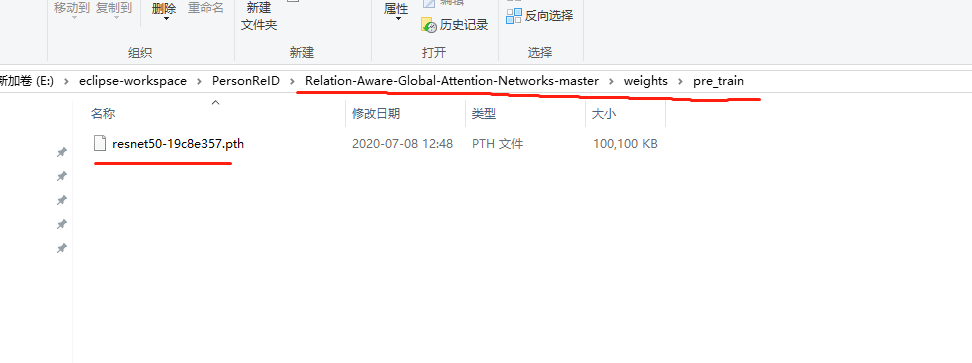 移动到 复制到 删除 重命名 新建 属性 编辑
文件夹 历史记录 反向选择
组织 新建 打开 选择
新加卷 (E:) eclipse-workspace PersonReID Relation-Aware-Global-Attention-Networks-master weights pre_train
名称 修改日期 类型 大小
resnet50-19c8e357.pth 2020-07-08 12:48 PTH 文件 100,100 KB